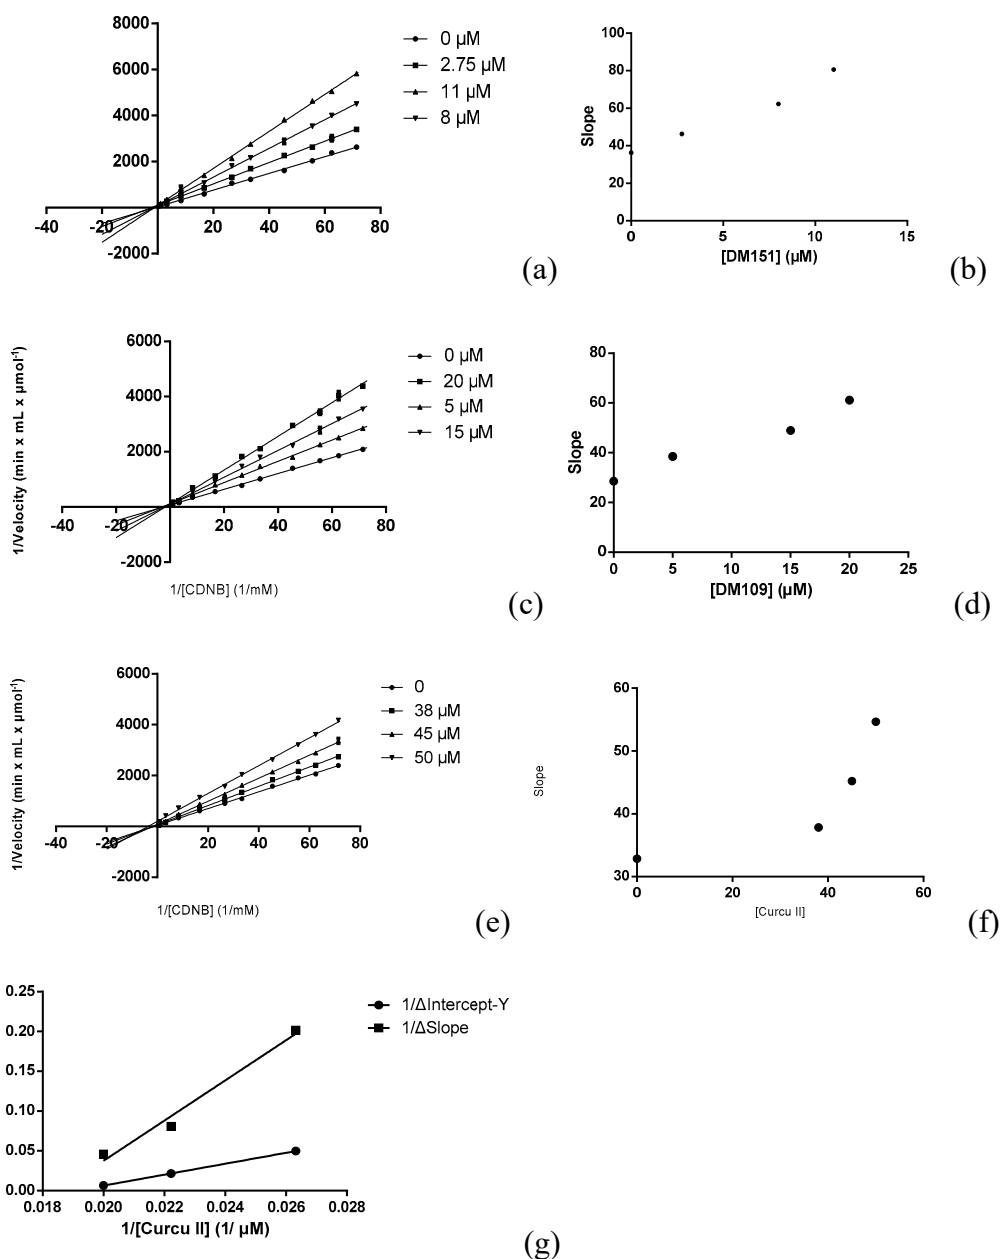 8000
6000
4000
2000
-2000
-40
-20
0
20
40
60
80
0 µM
2.75 µM
11 µM
8 µM
(a)
100
80
60
40
20
0
0
5
10
15
Slope
[DM151] (µM)
(b)
1/Velocity (min x mL x µmol-1)
6000
4000
2000
-2000
-40
-20
0
20
40
60
80
1/[CDNB] (1/mM)
0 µM
20 µM
5 µM
15 µM
(c)
80
60
40
20
0
0
5
10
15
20
25
Slope
[DM109] (µM)
(d)
1/Velocity (min x mL x µmol-1)
6000
4000
2000
-2000
-40
-20
0
20
40
60
80
1/[CDNB] (1/mM)
0
38 µM
45 µM
50 µM
(e)
60
50
40
30
0
20
40
60
Slope
[Curcu II]
(f)
0.25
0.20
0.15
0.10
0.05
0.00
0.018
0.020
0.022
0.024
0.026
0.028
1/[Curcu II] (1/ µM)
1/ΔIntercept-Y
1/ΔSlope
(g)